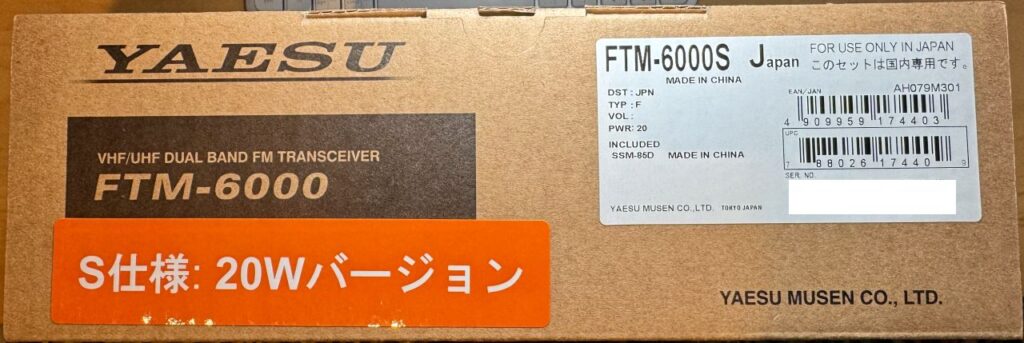 YAESU
VHF/UHF DUAL BAND FM TRANSCEIVER
FTM-6000
S仕様: 20Wバージョン
FTM-6000S Japan
MADE IN CHINA
FOR USE ONLY IN JAPAN
このセットは国内専用です。
DST : JPN
TYP : F
VOL :
PWR: 20
INCLUDED
SSM-85D MADE IN CHINA
AH079M301
EAN/JAN
4 909959 174403
UPC
7 88026 17440 9
SER. NO.
YAESU MUSEN CO., LTD. TOKYO JAPAN
YAESU MUSEN CO., LTD.